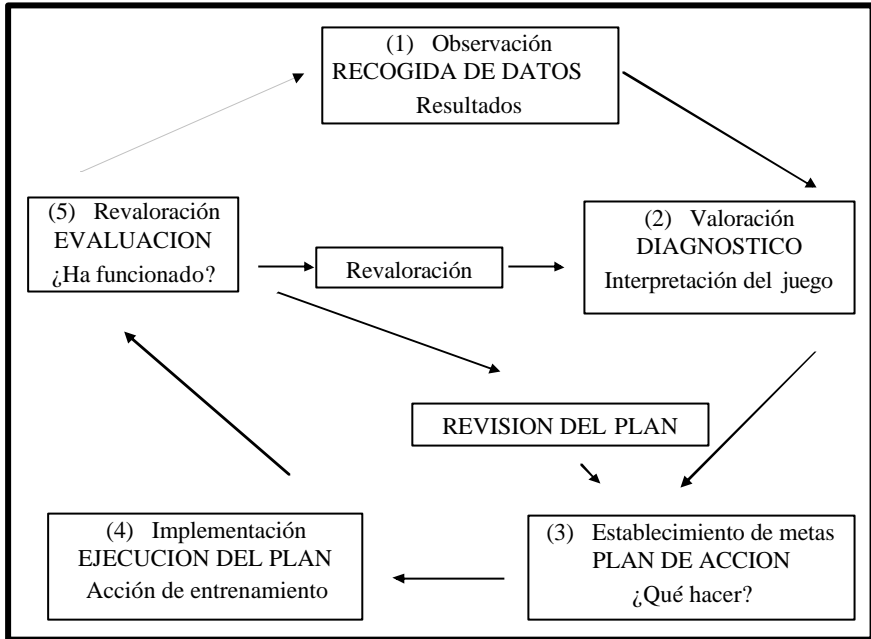 (1) Observación
RECOGIDA DE DATOS
Resultados
(5) Revaloración
EVALUACION
¿Ha funcionado?
Revaloración
(2) Valoración
DIAGNOSTICO
Interpretación del juego
REVISION DEL PLAN
(4) Implementación
EJECUCION DEL PLAN
Acción de entrenamiento
(3) Establecimiento de metas
PLAN DE ACCION
¿Qué hacer?